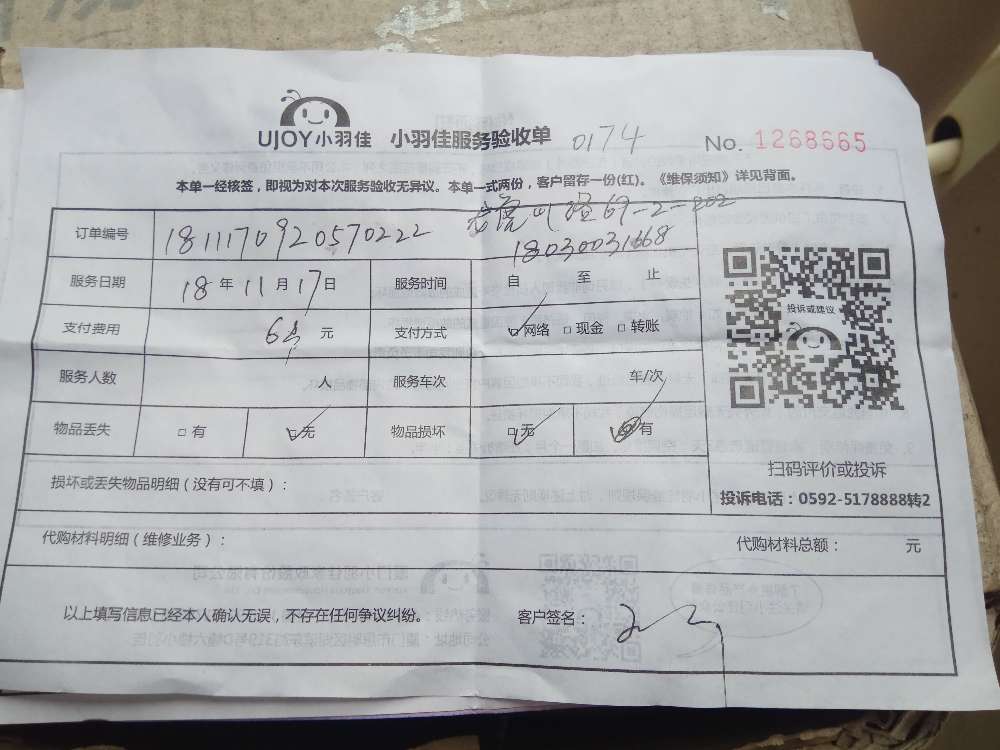 UJOY小羽佳 小羽佳服务验收单 0174 No. 1268665
本单一经核签，即视为对本次服务验收无异议。本单一式两份，客户留存一份(红)。《维保须知》详见背面。
69-2-802
订单编号 1811170920570222 18030031668
服务日期 18年11月17日 服务时间 自 至 止
投诉或建议
支付费用 元 支付方式 网络 现金 转账
服务人数 人 服务车次 车/次
物品丢失 有 无 物品损坏 无 有
扫码评价或投诉
损坏或丢失物品明细（没有可不填）：
投诉电话：0592-5178888转2
代购材料明细（维修业务）： 代购材料总额： 元
以上填写信息已经本人确认无误，不存在任何争议纠纷。 客户签名：